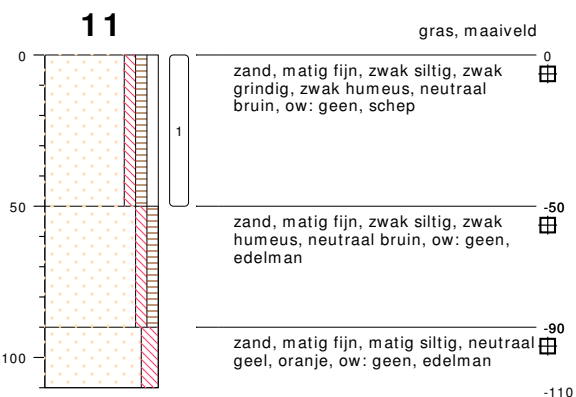 11
gras, maaiveld
0
0
zand, matig fijn, zwak siltig, zwak
grindig, zwak humeus, neutraal
bruin, ow: geen, schep
1
50
-50
zand, matig fijn, zwak siltig, zwak
humeus, neutraal bruin, ow: geen,
edelman
-90
zand, matig fijn, matig siltig, neutraal
geel, oranje, ow: geen, edelman
100
-110